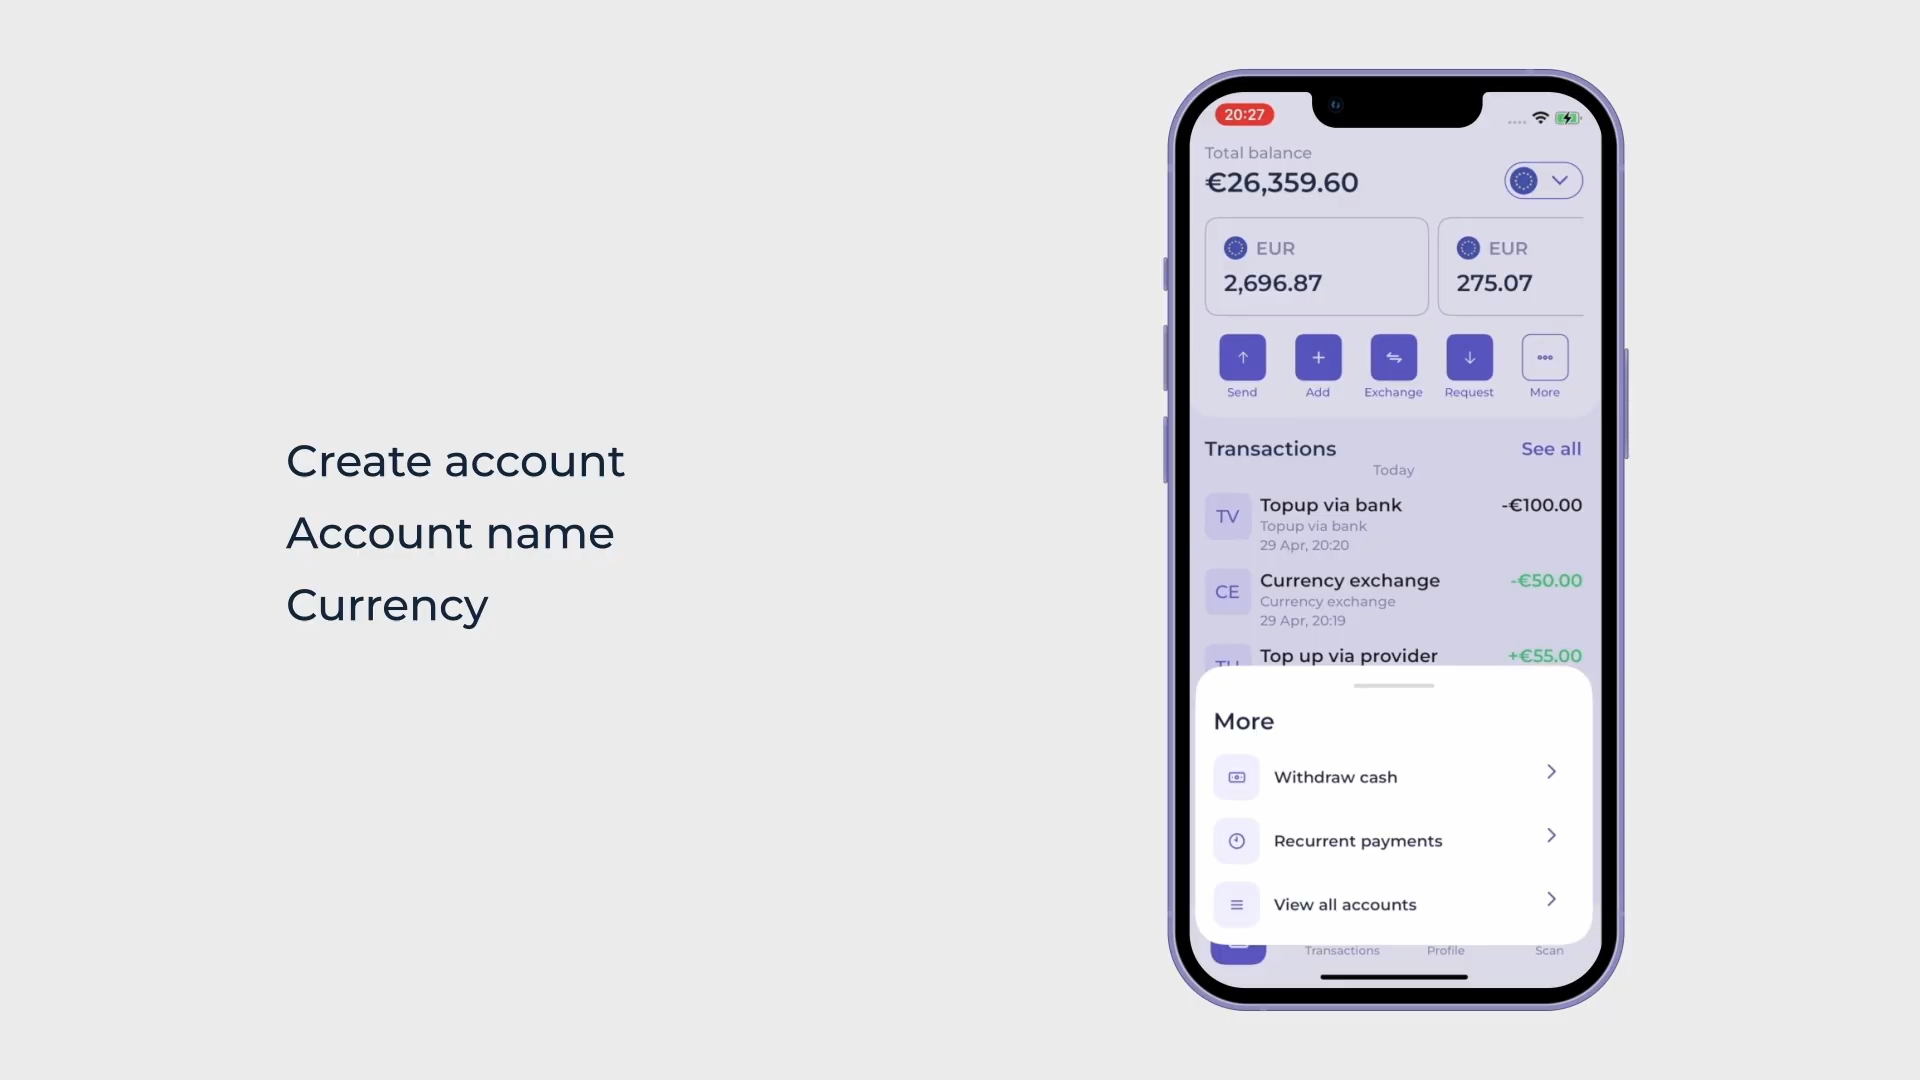 Create account
Account name
Currency
20:27
Total balance
€26,359.60
EUR
2,696.87
EUR
275.07
Send
Add
Exchange
Request
More
Transactions
See all
Today
TV
Topup via bank
-€100.00
Topup via bank
29 Apr, 20:20
CE
Currency exchange
-€50.00
Currency exchange
29 Apr, 20:19
Top up via provider
+€55.00
More
Withdraw cash
Recurrent payments
View all accounts
Transactions
Profile
Scan